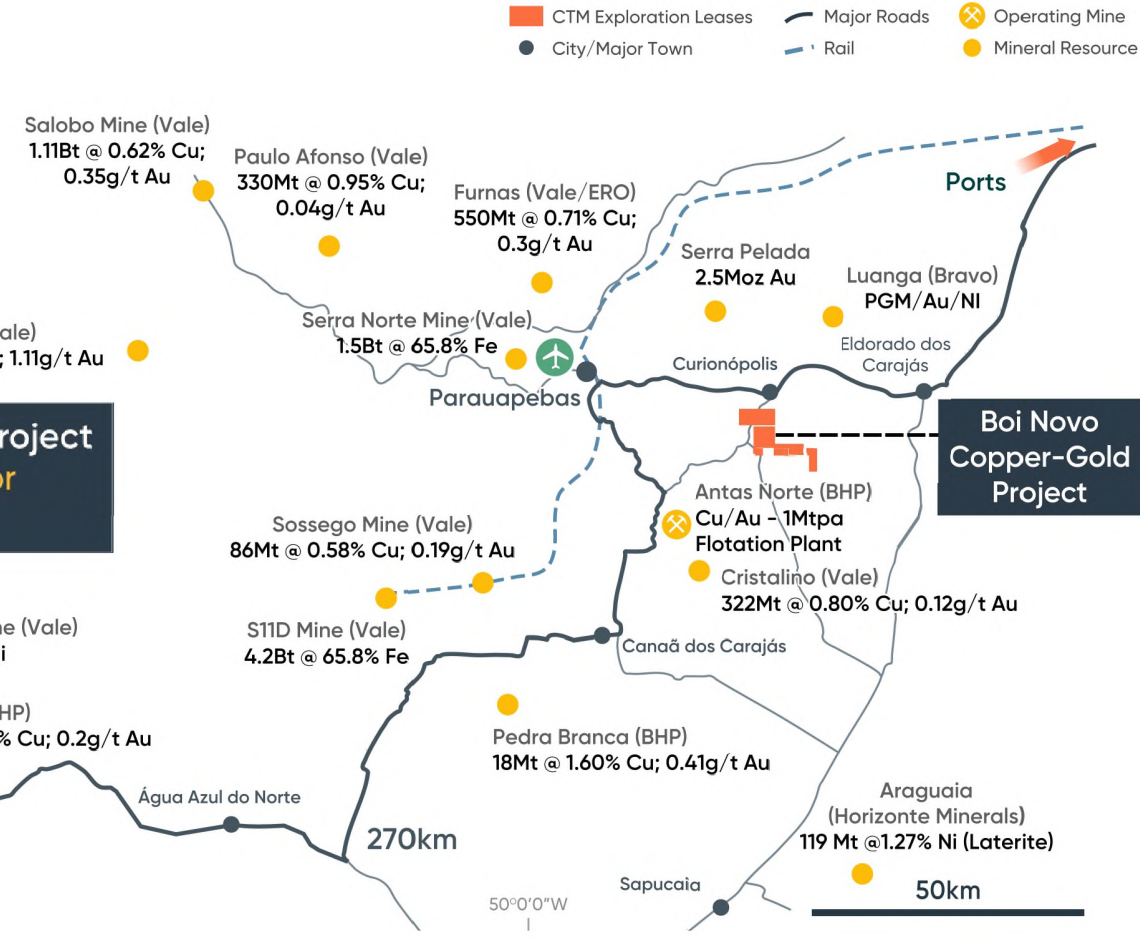 CTM Exploration Leases
Major Roads
Operating Mine
City/Major Town
Rail
Mineral Resource
Salobo Mine (Vale)
1.11Bt @ 0.62% Cu;
0.35g/t Au
Paulo Afonso (Vale)
330Mt @ 0.95% Cu;
0.04g/t Au
Furnas (Vale/ERO)
550Mt @ 0.71% Cu;
0.3g/t Au
Ports
Serra Pelada
2.5Moz Au
Luanga (Bravo)
PGM/Au/NI
ale)
; 1.11g/t Au
Serra Norte Mine (Vale)
1.5Bt @ 65.8% Fe
Parauapebas
Curionópolis
Eldorado dos
Carajás
roject
or
Boi Novo
Copper-Gold
Project
Antas Norte (BHP)
Cu/Au - 1Mtpa
Flotation Plant
Sossego Mine (Vale)
86Mt @ 0.58% Cu; 0.19g/t Au
Cristalino (Vale)
322Mt @ 0.80% Cu; 0.12g/t Au
ne (Vale)
i
S11D Mine (Vale)
4.2Bt @ 65.8% Fe
Canaã dos Carajás
HP)
% Cu; 0.2g/t Au
Pedra Branca (BHP)
18Mt @ 1.60% Cu; 0.41g/t Au
Água Azul do Norte
270km
Araguaia
(Horizonte Minerals)
119 Mt @1.27% Ni (Laterite)
Sapucaia
50°0'0"W
50km